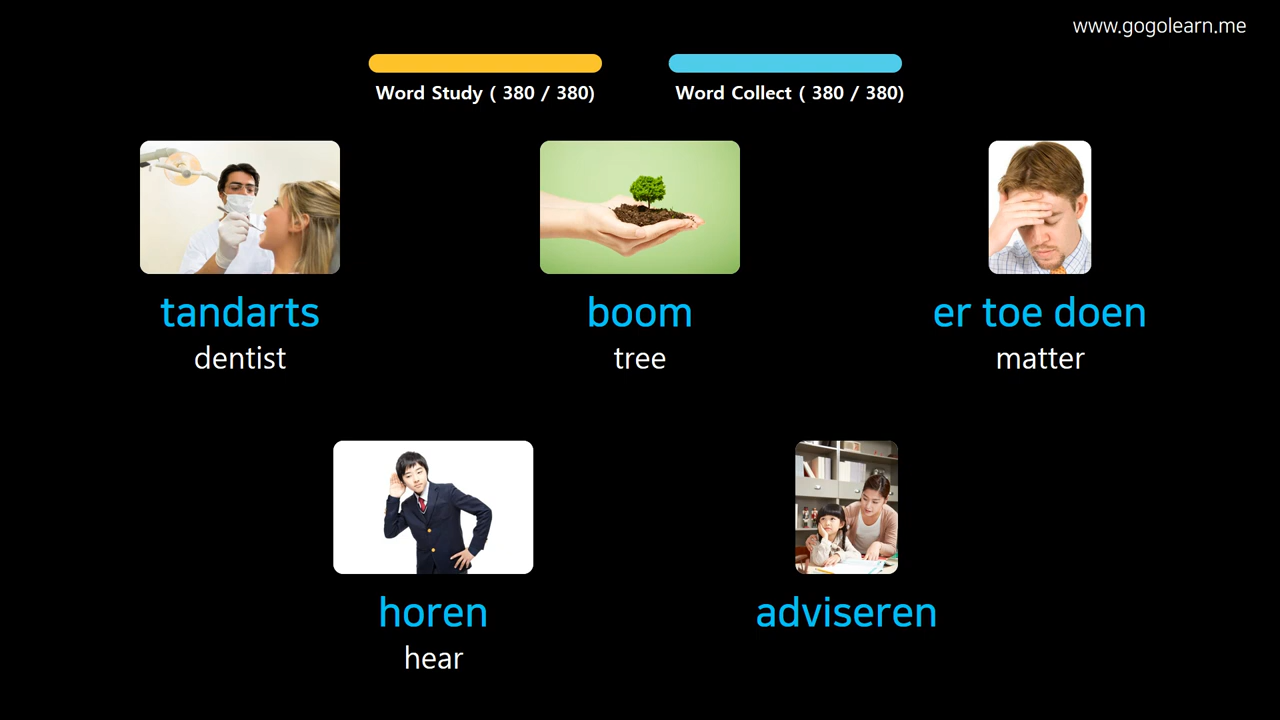 www.gogolearn.me
Word Study ( 380 / 380)
Word Collect ( 380 / 380)
tandarts
dentist
boom
tree
er toe doen
matter
horen
hear
adviseren